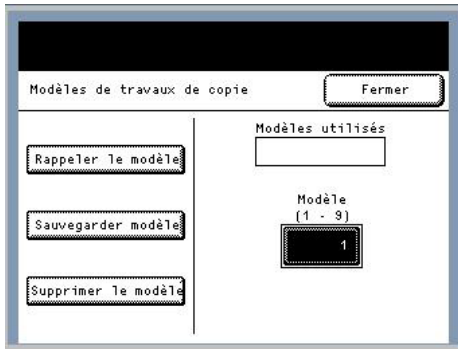 Modèles de travaux de copie
Fermer
Modèles utilisés
Rappeler le modèle
Modèle
(1 - 9)
1
Sauvegarder modèle
Supprimer le modèle